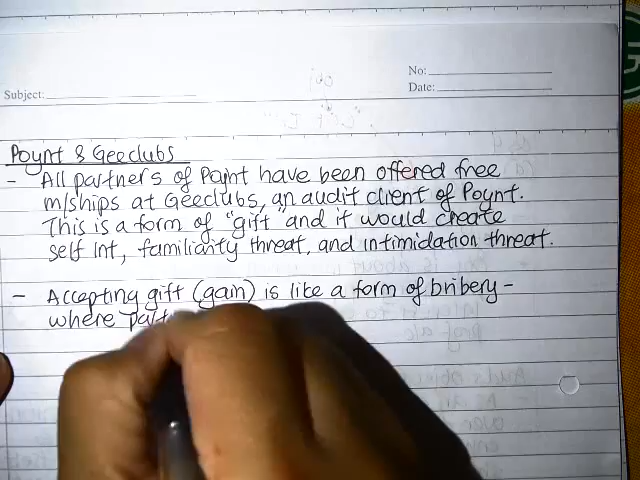 No:
Subject:
Date:
Poynt & Geeclubs
- All partners of Poynt have been offered free
m/ships at Geeclubs, an audit client of Poynt.
This is a form of "gift" and it would create
self Int, familiarity threat, and intimidation threat.
- Accepting gift (gain) is like a form of bribery -
where